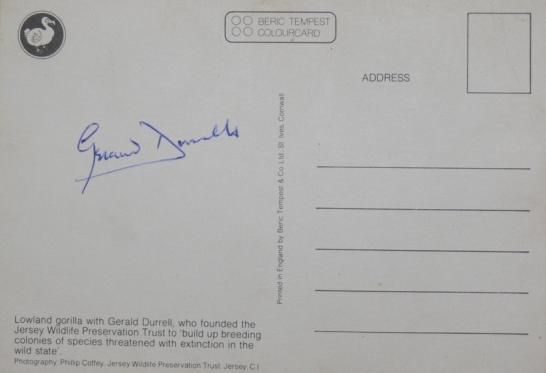 BERIC TEMPEST
COLOURCARD
ADDRESS
Gerald Durrell
Printed in England by Beric Tempest & Co Ltd. St. Ives, Cornwall
Lowland gorilla with Gerald Durrell, who founded the
Jersey Wildlife Preservation Trust to 'build up breeding
colonies of species threatened with extinction in the
wild state'.
Photography: Phillip Coffey. Jersey Wildlife Preservation Trust. Jersey. C.I